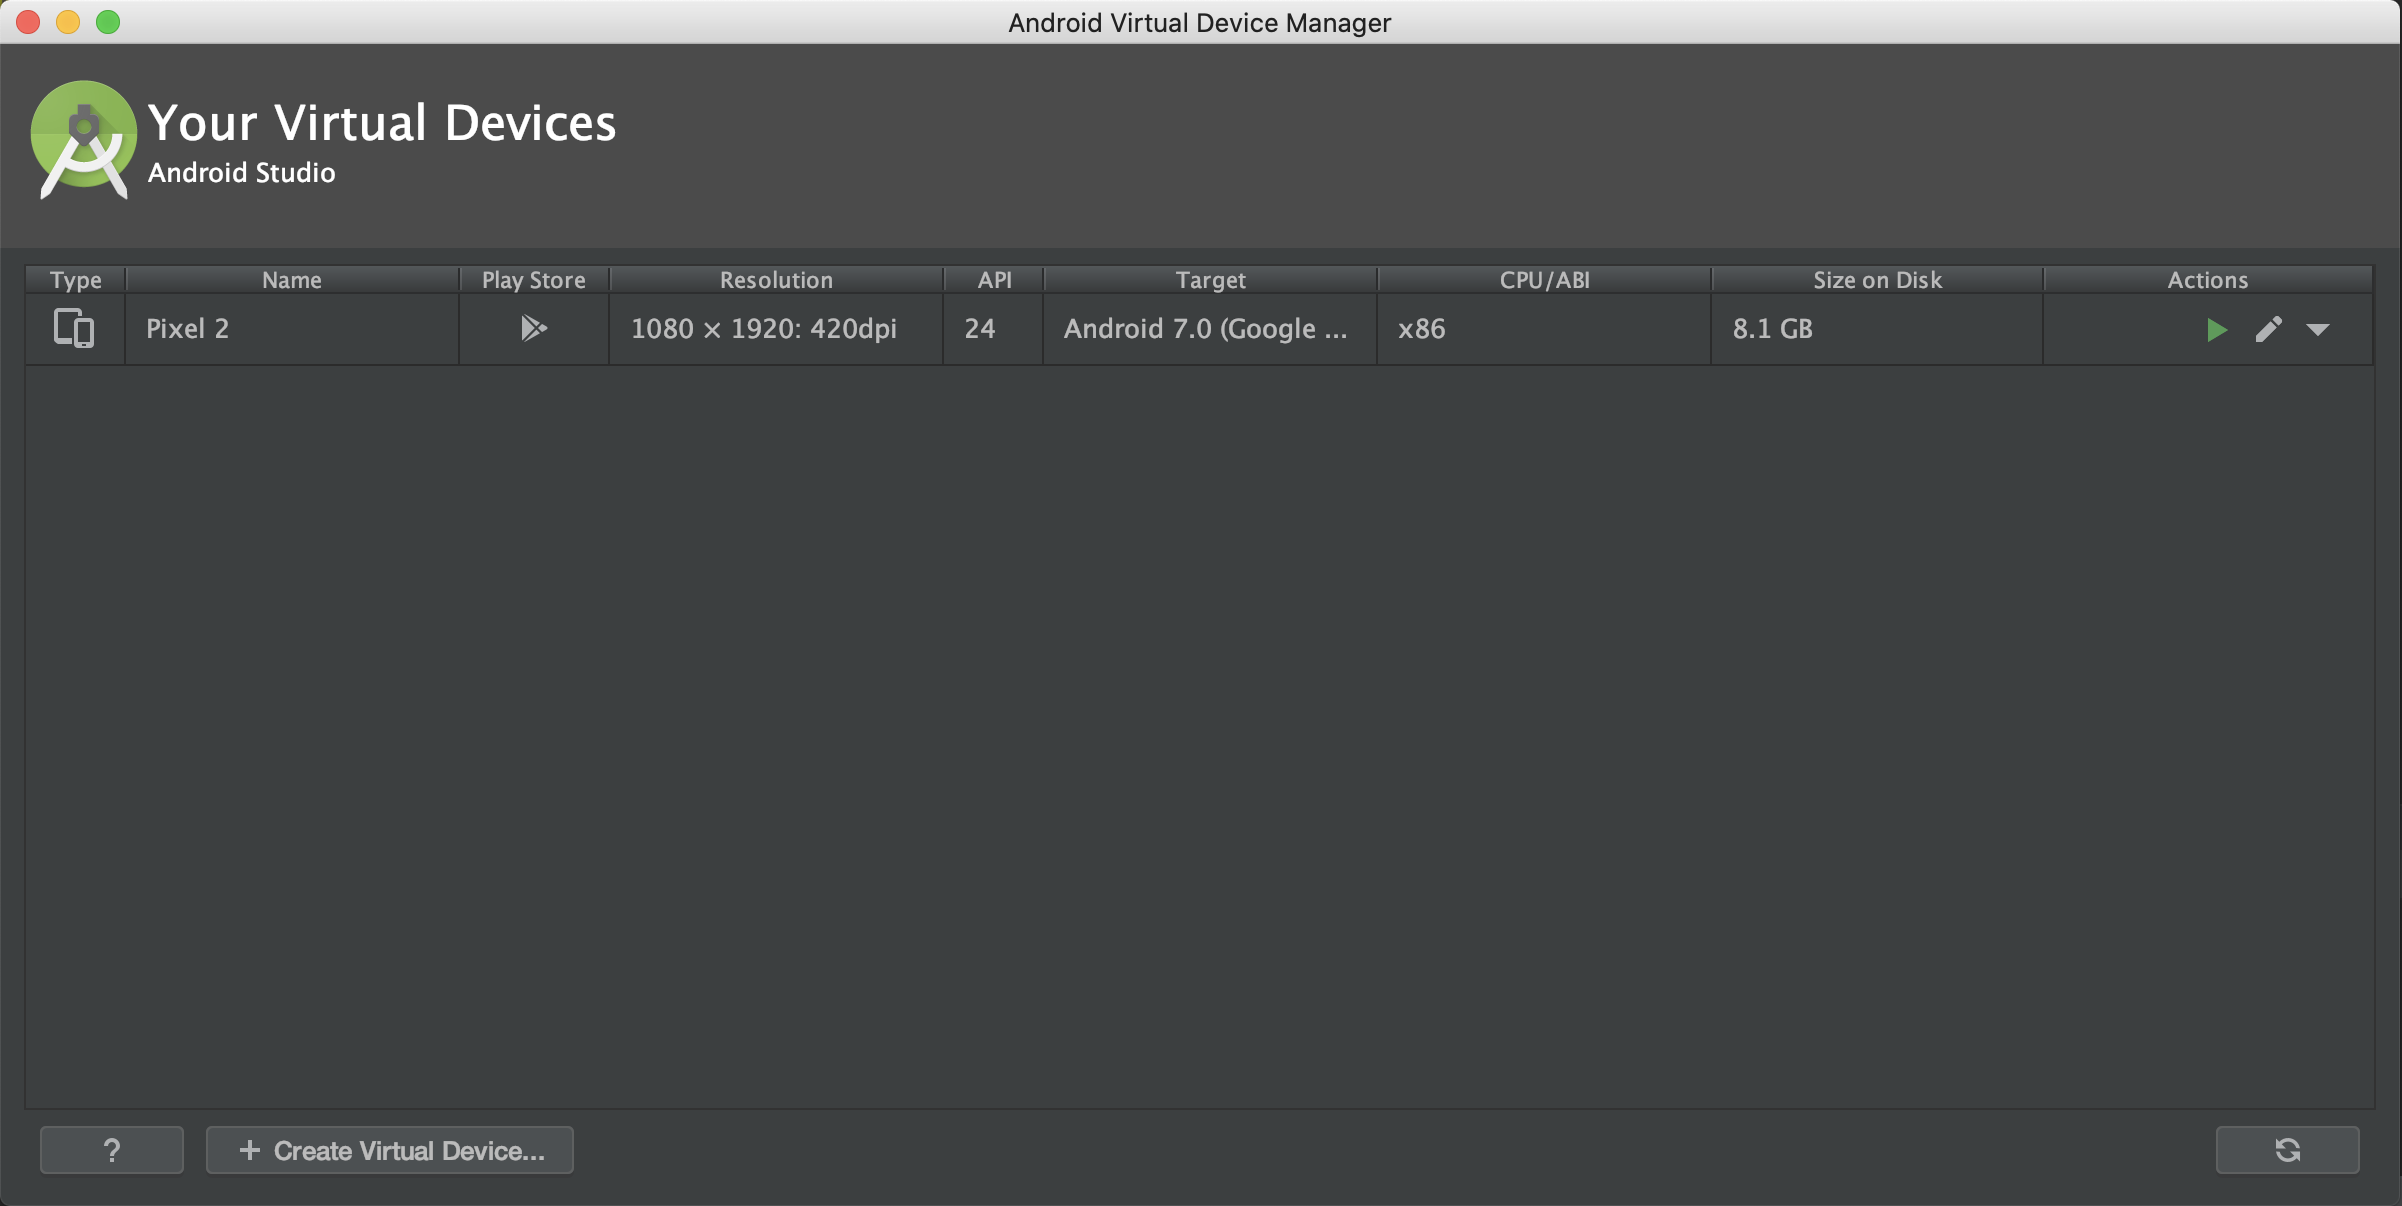 Android Virtual Device Manager
Your Virtual Devices
Android Studio
Type Name Play Store Resolution API Target CPU/ABI Size on Disk Actions
Pixel 2 1080 × 1920: 420dpi 24 Android 7.0 (Google ... x86 8.1 GB
? + Create Virtual Device...